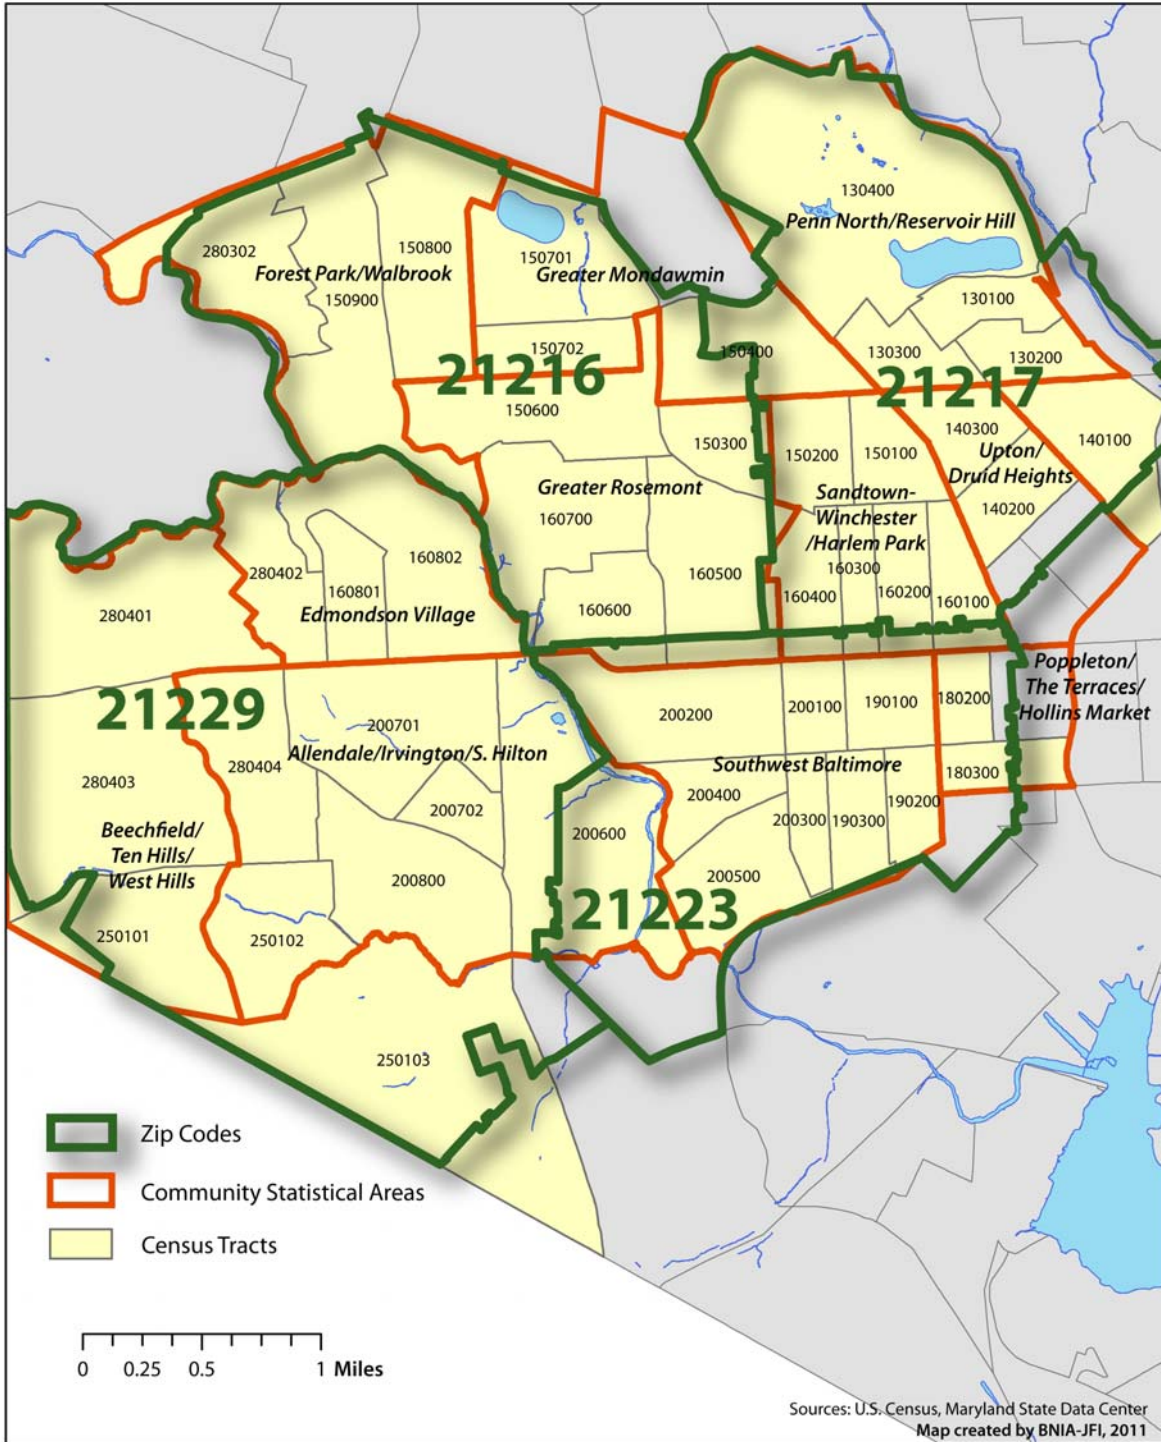 130400
Penn North/Reservoir Hill
280302
150800
150701
Forest Park/Walbrook
Greater Mondawmin
150900
130100
150702
150400
130300
130200
21216
21217
150600
150300
150200
150100
140300
140100
Upton/
Druid Heights
Greater Rosemont
Sandtown-
Winchester
/Harlem Park
140200
160700
160802
280402
160801
160500
160300
160400
160200
160100
280401
Edmondson Village
160600
Poppleton/
The Terraces/
Hollins Market
21229
200701
200200
200100
190100
180200
Allendale/Irvington/S. Hilton
280404
Southwest Baltimore
180300
280403
200702
200400
190200
200600
200300
190300
Beechfield/
Ten Hills/
West Hills
200800
200500
21223
250101
250102
250103
Zip Codes
Community Statistical Areas
Census Tracts
0 0.25 0.5 1 Miles
Sources: U.S. Census, Maryland State Data Center
Map created by BNIA-JFI, 2011